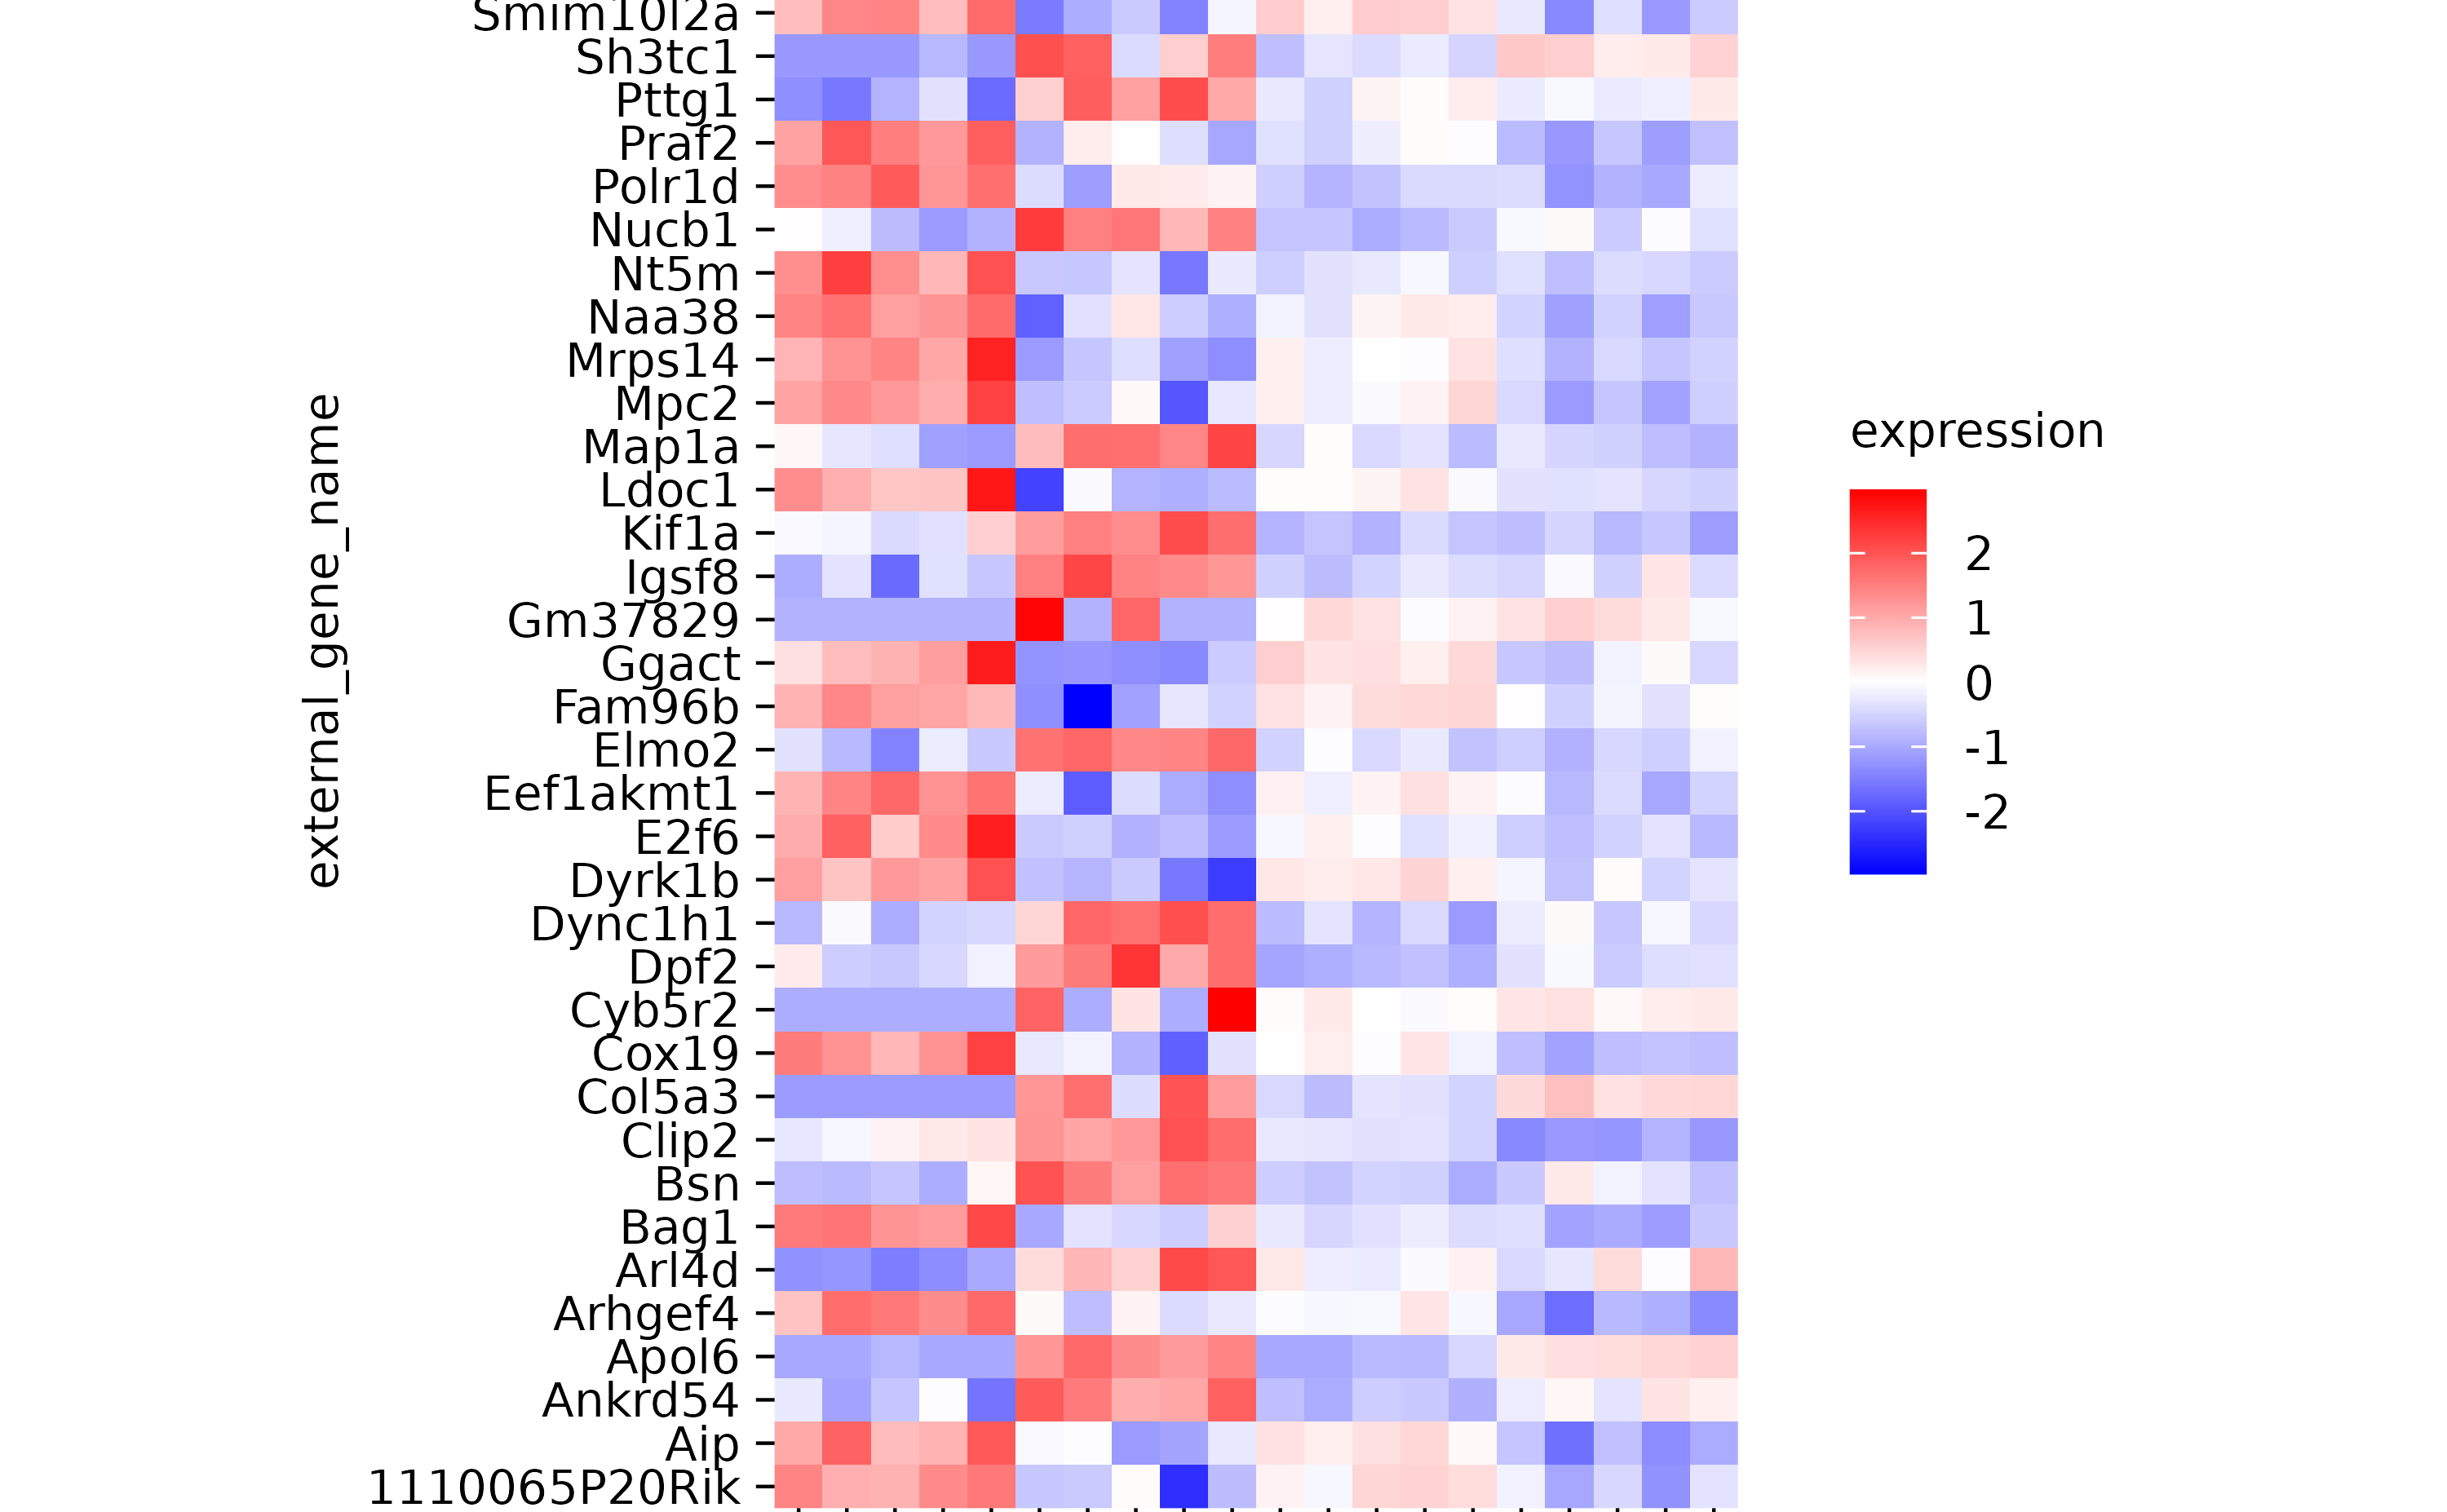 Smim10l2a
Sh3tc1
Pttg1
Praf2
Polr1d
Nucb1
Nt5m
Naa38
Mrps14
Mpc2
Map1a
Ldoc1
Kif1a
Igsf8
Gm37829
Ggact
Fam96b
Elmo2
Eef1akmt1
E2f6
Dyrk1b
Dync1h1
Dpf2
Cyb5r2
Cox19
Col5a3
Clip2
Bsn
Bag1
Arl4d
Arhgef4
Apol6
Ankrd54
Aip
1110065P20Rik
external_gene_name
expression
2
1
0
-1
-2